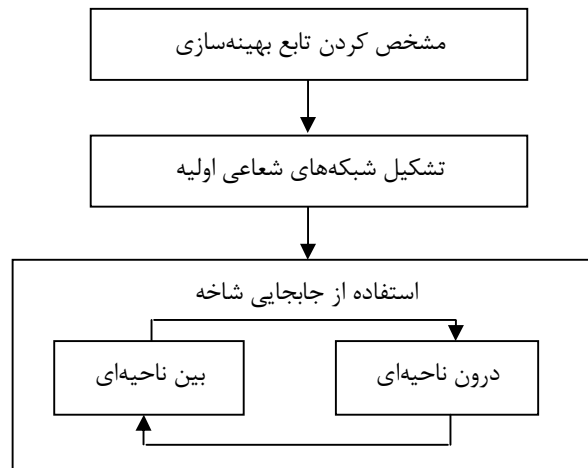 مشخص کردن تابع بهینه‌سازی
تشکیل شبکه‌های شعاعی اولیه
استفاده از جابجایی شاخه
درون ناحیه‌ای
بین ناحیه‌ای